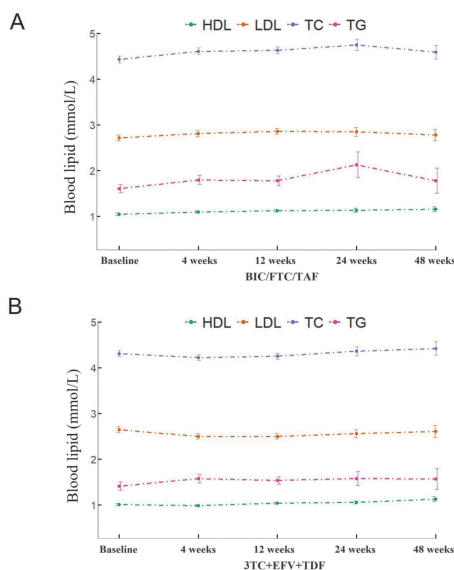 A
HDL LDL TC TG
Blood lipid (mmol/L)
5
4
3
2
1
Baseline 4 weeks 12 weeks 24 weeks 48 weeks
BIC/FTC/TAF
B
HDL LDL TC TG
Blood lipid (mmol/L)
5
4
3
2
1
Baseline 4 weeks 12 weeks 24 weeks 48 weeks
3TC+EFV+TDF